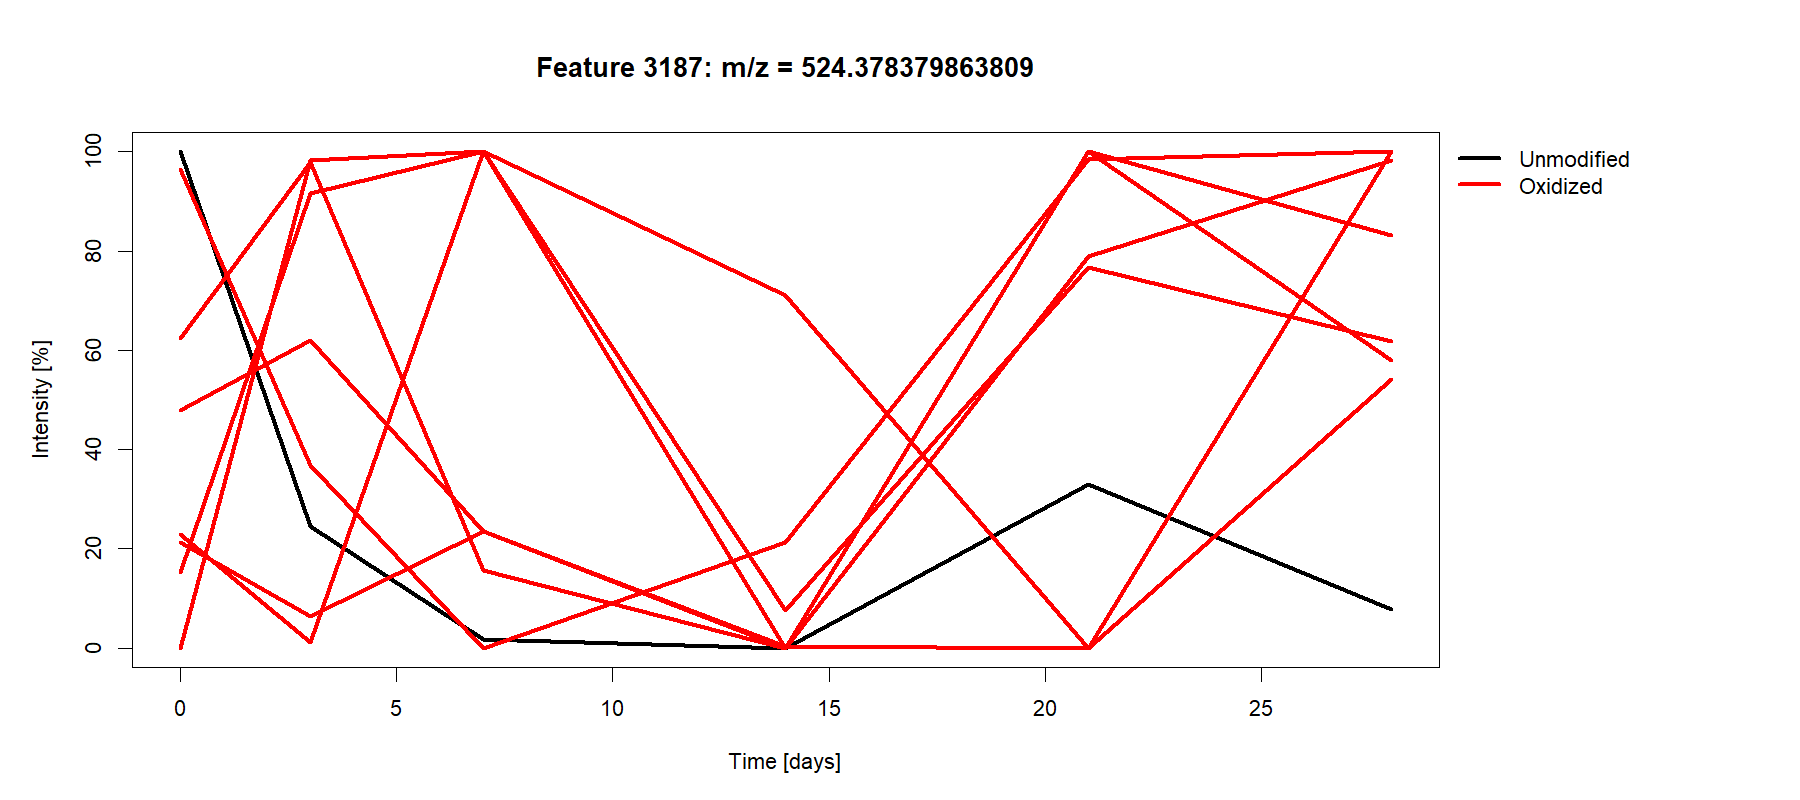 Feature 3187: m/z = 524.378379863809
Unmodified
Oxidized
Intensity [%]
100
80
60
40
20
0
0 5 10 15 20 25
Time [days]